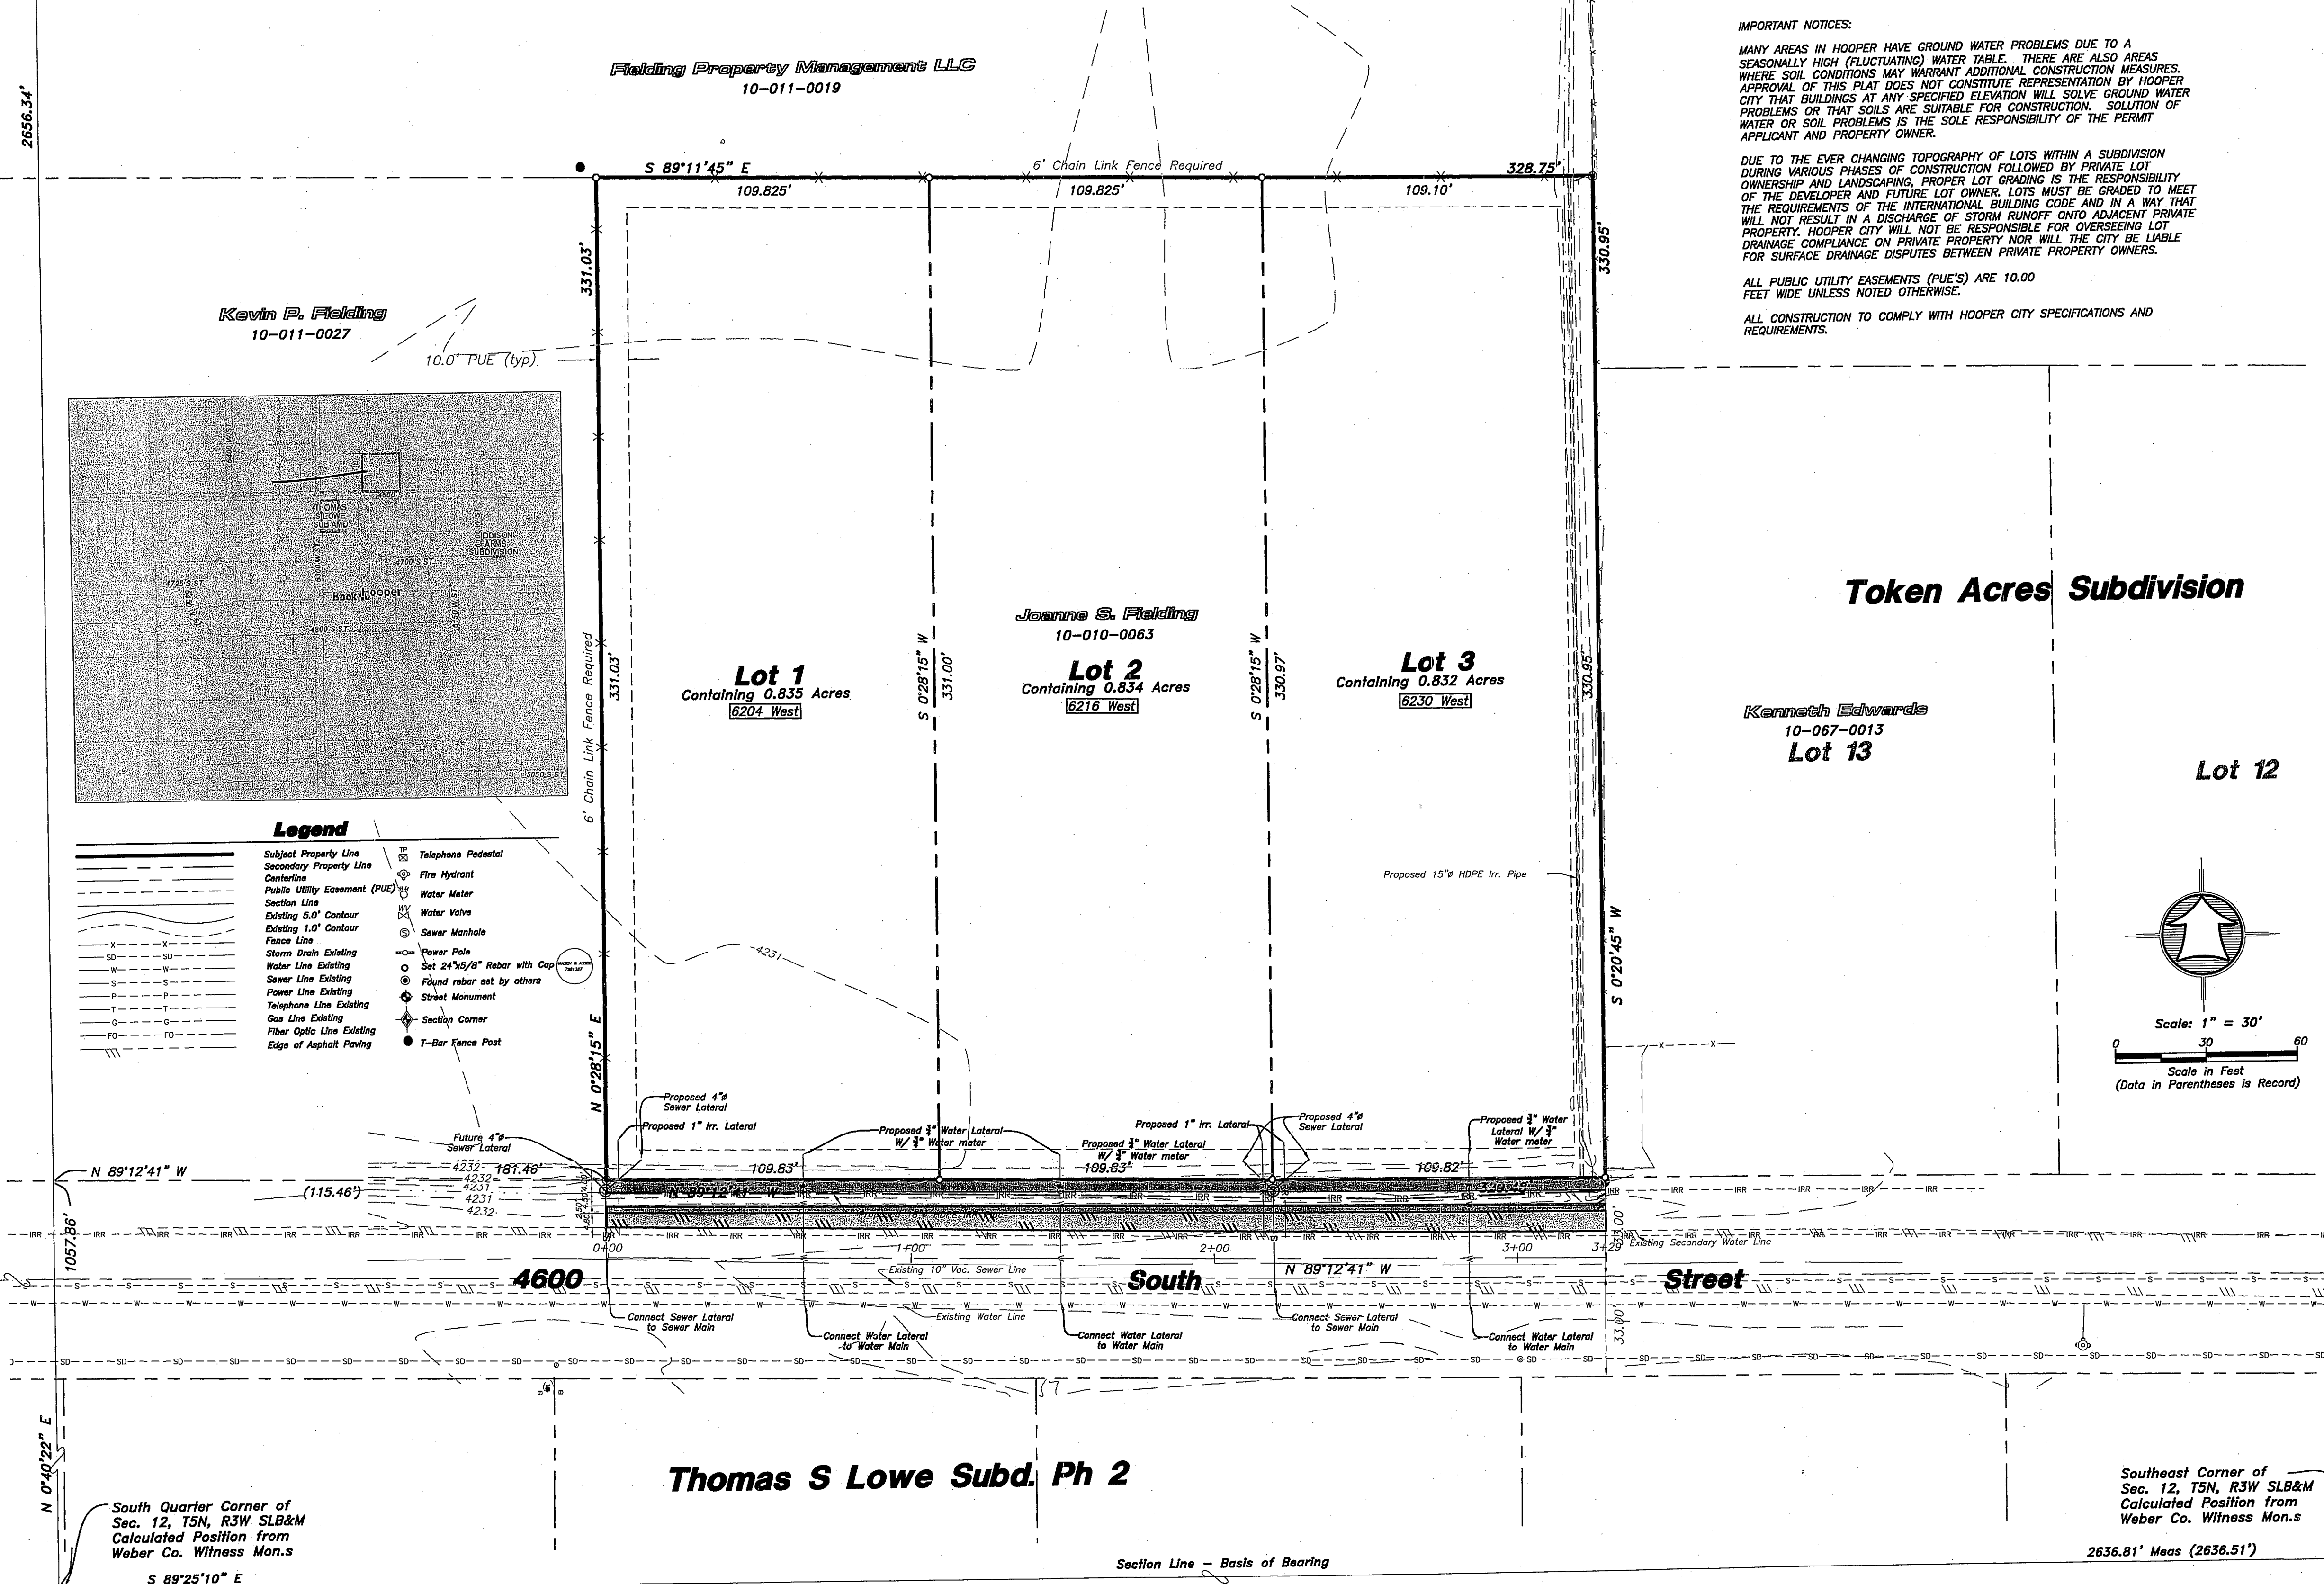 IMPORTANT NOTICES:
MANY AREAS IN HOOPER HAVE GROUND WATER PROBLEMS DUE TO A
SEASONALLY HIGH (FLUCTUATING) WATER TABLE. THERE ARE ALSO AREAS
WHERE SOIL CONDITIONS MAY WARRANT ADDITIONAL CONSTRUCTION MEASURES.
APPROVAL OF THIS PLAT DOES NOT CONSTITUTE REPRESENTATION BY HOOPER
CITY THAT BUILDINGS AT ANY SPECIFIED ELEVATION WILL SOLVE GROUND WATER
PROBLEMS OR THAT SOILS ARE SUITABLE FOR CONSTRUCTION. SOLUTION OF
WATER OR SOIL PROBLEMS IS THE SOLE RESPONSIBILITY OF THE PERMIT
APPLICANT AND PROPERTY OWNER.
DUE TO THE EVER CHANGING TOPOGRAPHY OF LOTS WITHIN A SUBDIVISION
DURING VARIOUS PHASES OF CONSTRUCTION FOLLOWED BY PRIVATE LOT
OWNERSHIP AND LANDSCAPING, PROPER LOT GRADING IS THE RESPONSIBILITY
OF THE DEVELOPER AND FUTURE LOT OWNER. LOTS MUST BE GRADED TO MEET
THE REQUIREMENTS OF THE INTERNATIONAL BUILDING CODE AND IN A WAY THAT
WILL NOT RESULT IN A DISCHARGE OF STORM RUNOFF ONTO ADJACENT PRIVATE
PROPERTY. HOOPER CITY WILL NOT BE RESPONSIBLE FOR OVERSEEING LOT
DRAINAGE COMPLIANCE ON PRIVATE PROPERTY NOR WILL THE CITY BE LIABLE
FOR SURFACE DRAINAGE DISPUTES BETWEEN PRIVATE PROPERTY OWNERS.
ALL PUBLIC UTILITY EASEMENTS (PUE'S) ARE 10.00
FEET WIDE UNLESS NOTED OTHERWISE.
ALL CONSTRUCTION TO COMPLY WITH HOOPER CITY SPECIFICATIONS AND
REQUIREMENTS.
Fielding Property Management LLC
10-011-0019
2656.34'
S 89°11'45" E
6' Chain Link Fence Required
328.75'
109.825'
109.825'
109.10'
331.03'
330.95'
Kevin P. Fielding
10-011-0027
10.0' PUE (typ)
4600 S ST
THOMAS
S LOWE
SUB AMD
SUBDIVISION
4700 S ST
4725 S ST
Hooper
4800 S ST
5050 S ST
6' Chain Link Fence Required
331.03'
S 0°28'15" W
331.00'
S 0°28'15" W
330.97'
330.95'
Joanne S. Fielding
10-010-0063
Lot 1
Containing 0.835 Acres
6204 West
Lot 2
Containing 0.834 Acres
6216 West
Lot 3
Containing 0.832 Acres
6230 West
Token Acres Subdivision
Kenneth Edwards
10-067-0013
Lot 13
Lot 12
Legend
Subject Property Line
Secondary Property Line
Centerline
Public Utility Easement (PUE)
Section Line
Existing 5.0' Contour
Existing 1.0' Contour
Fence Line
Storm Drain Existing
Water Line Existing
Sewer Line Existing
Power Line Existing
Telephone Line Existing
Gas Line Existing
Fiber Optic Line Existing
Edge of Asphalt Paving
TP Telephone Pedestal
Fire Hydrant
Water Meter
WV Water Valve
S Sewer Manhole
Power Pole
Set 24"x5/8" Rebar with Cap
Found rebar set by others
Street Monument
Section Corner
T-Bar Fence Post
4231
Proposed 15"ø HDPE Irr. Pipe
N 0°28'15" E
S 0°20'45" W
Scale: 1" = 30'
0 30 60
Scale in Feet
(Data in Parentheses is Record)
Proposed 4"ø
Sewer Lateral
Proposed 1" Irr. Lateral
Future 4"ø
Sewer Lateral
Proposed ¾" Water Lateral
W/ ¾" Water meter
Proposed ¾" Water Lateral
W/ ¾" Water meter
Proposed 1" Irr. Lateral
Proposed 4"ø
Sewer Lateral
Proposed ¾" Water
Lateral W/ ¾"
Water meter
N 89°12'41" W
181.46'
109.83'
109.83'
109.82'
(115.46')
4232
4232
4231
4231
4232
N 89°12'41" W
1057.86'
0+00
1+00
2+00
3+00
3+29
33.00'
Existing Secondary Water Line
Existing 10" Vac. Sewer Line
N 89°12'41" W
4600 South Street
Connect Sewer Lateral
to Sewer Main
Existing Water Line
Connect Water Lateral
to Water Main
Connect Water Lateral
to Water Main
Connect Sewer Lateral
to Sewer Main
Connect Water Lateral
to Water Main
33.00'
N 0°40'22" E
Thomas S Lowe Subd. Ph 2
South Quarter Corner of
Sec. 12, T5N, R3W SLB&M
Calculated Position from
Weber Co. Witness Mon.s
S 89°25'10" E
Section Line - Basis of Bearing
Southeast Corner of
Sec. 12, T5N, R3W SLB&M
Calculated Position from
Weber Co. Witness Mon.s
2636.81' Meas (2636.51')